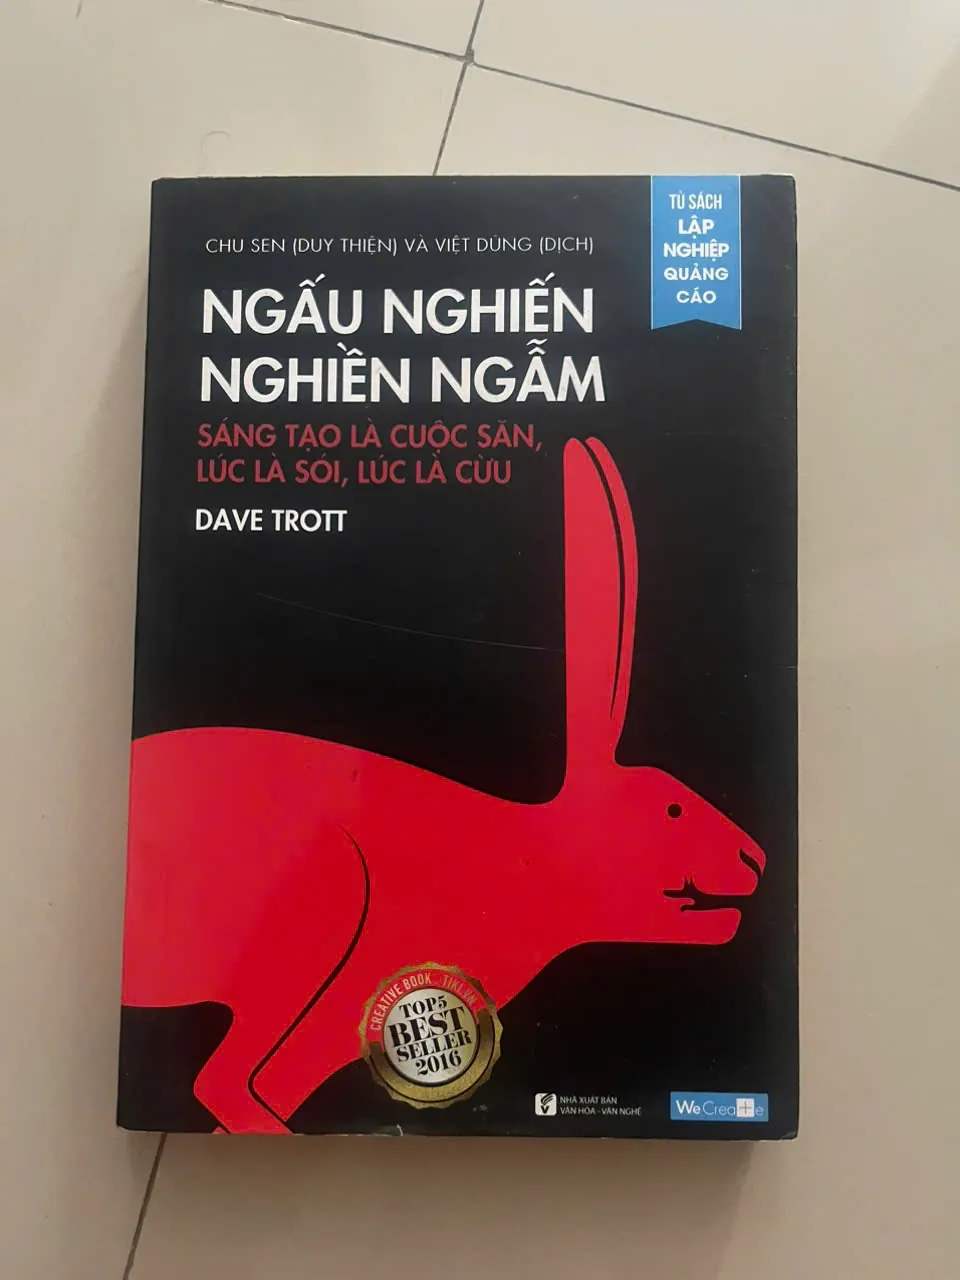 CHU SEN (DUY THIỆN) VÀ VIỆT DŨNG (DỊCH)
TỦ SÁCH
LẬP
NGHIỆP
QUẢNG
CÁO
NGẤU NGHIẾN
NGHIỀN NGẪM
SÁNG TẠO LÀ CUỘC SĂN,
LÚC LÀ SÓI, LÚC LÀ CỪU
DAVE TROTT
CREATIVE BOOK - TIKI.VN
TOP5
BEST
SELLER
2016
NHÀ XUẤT BẢN
VĂN HÓA - VĂN NGHỆ
WeCreate